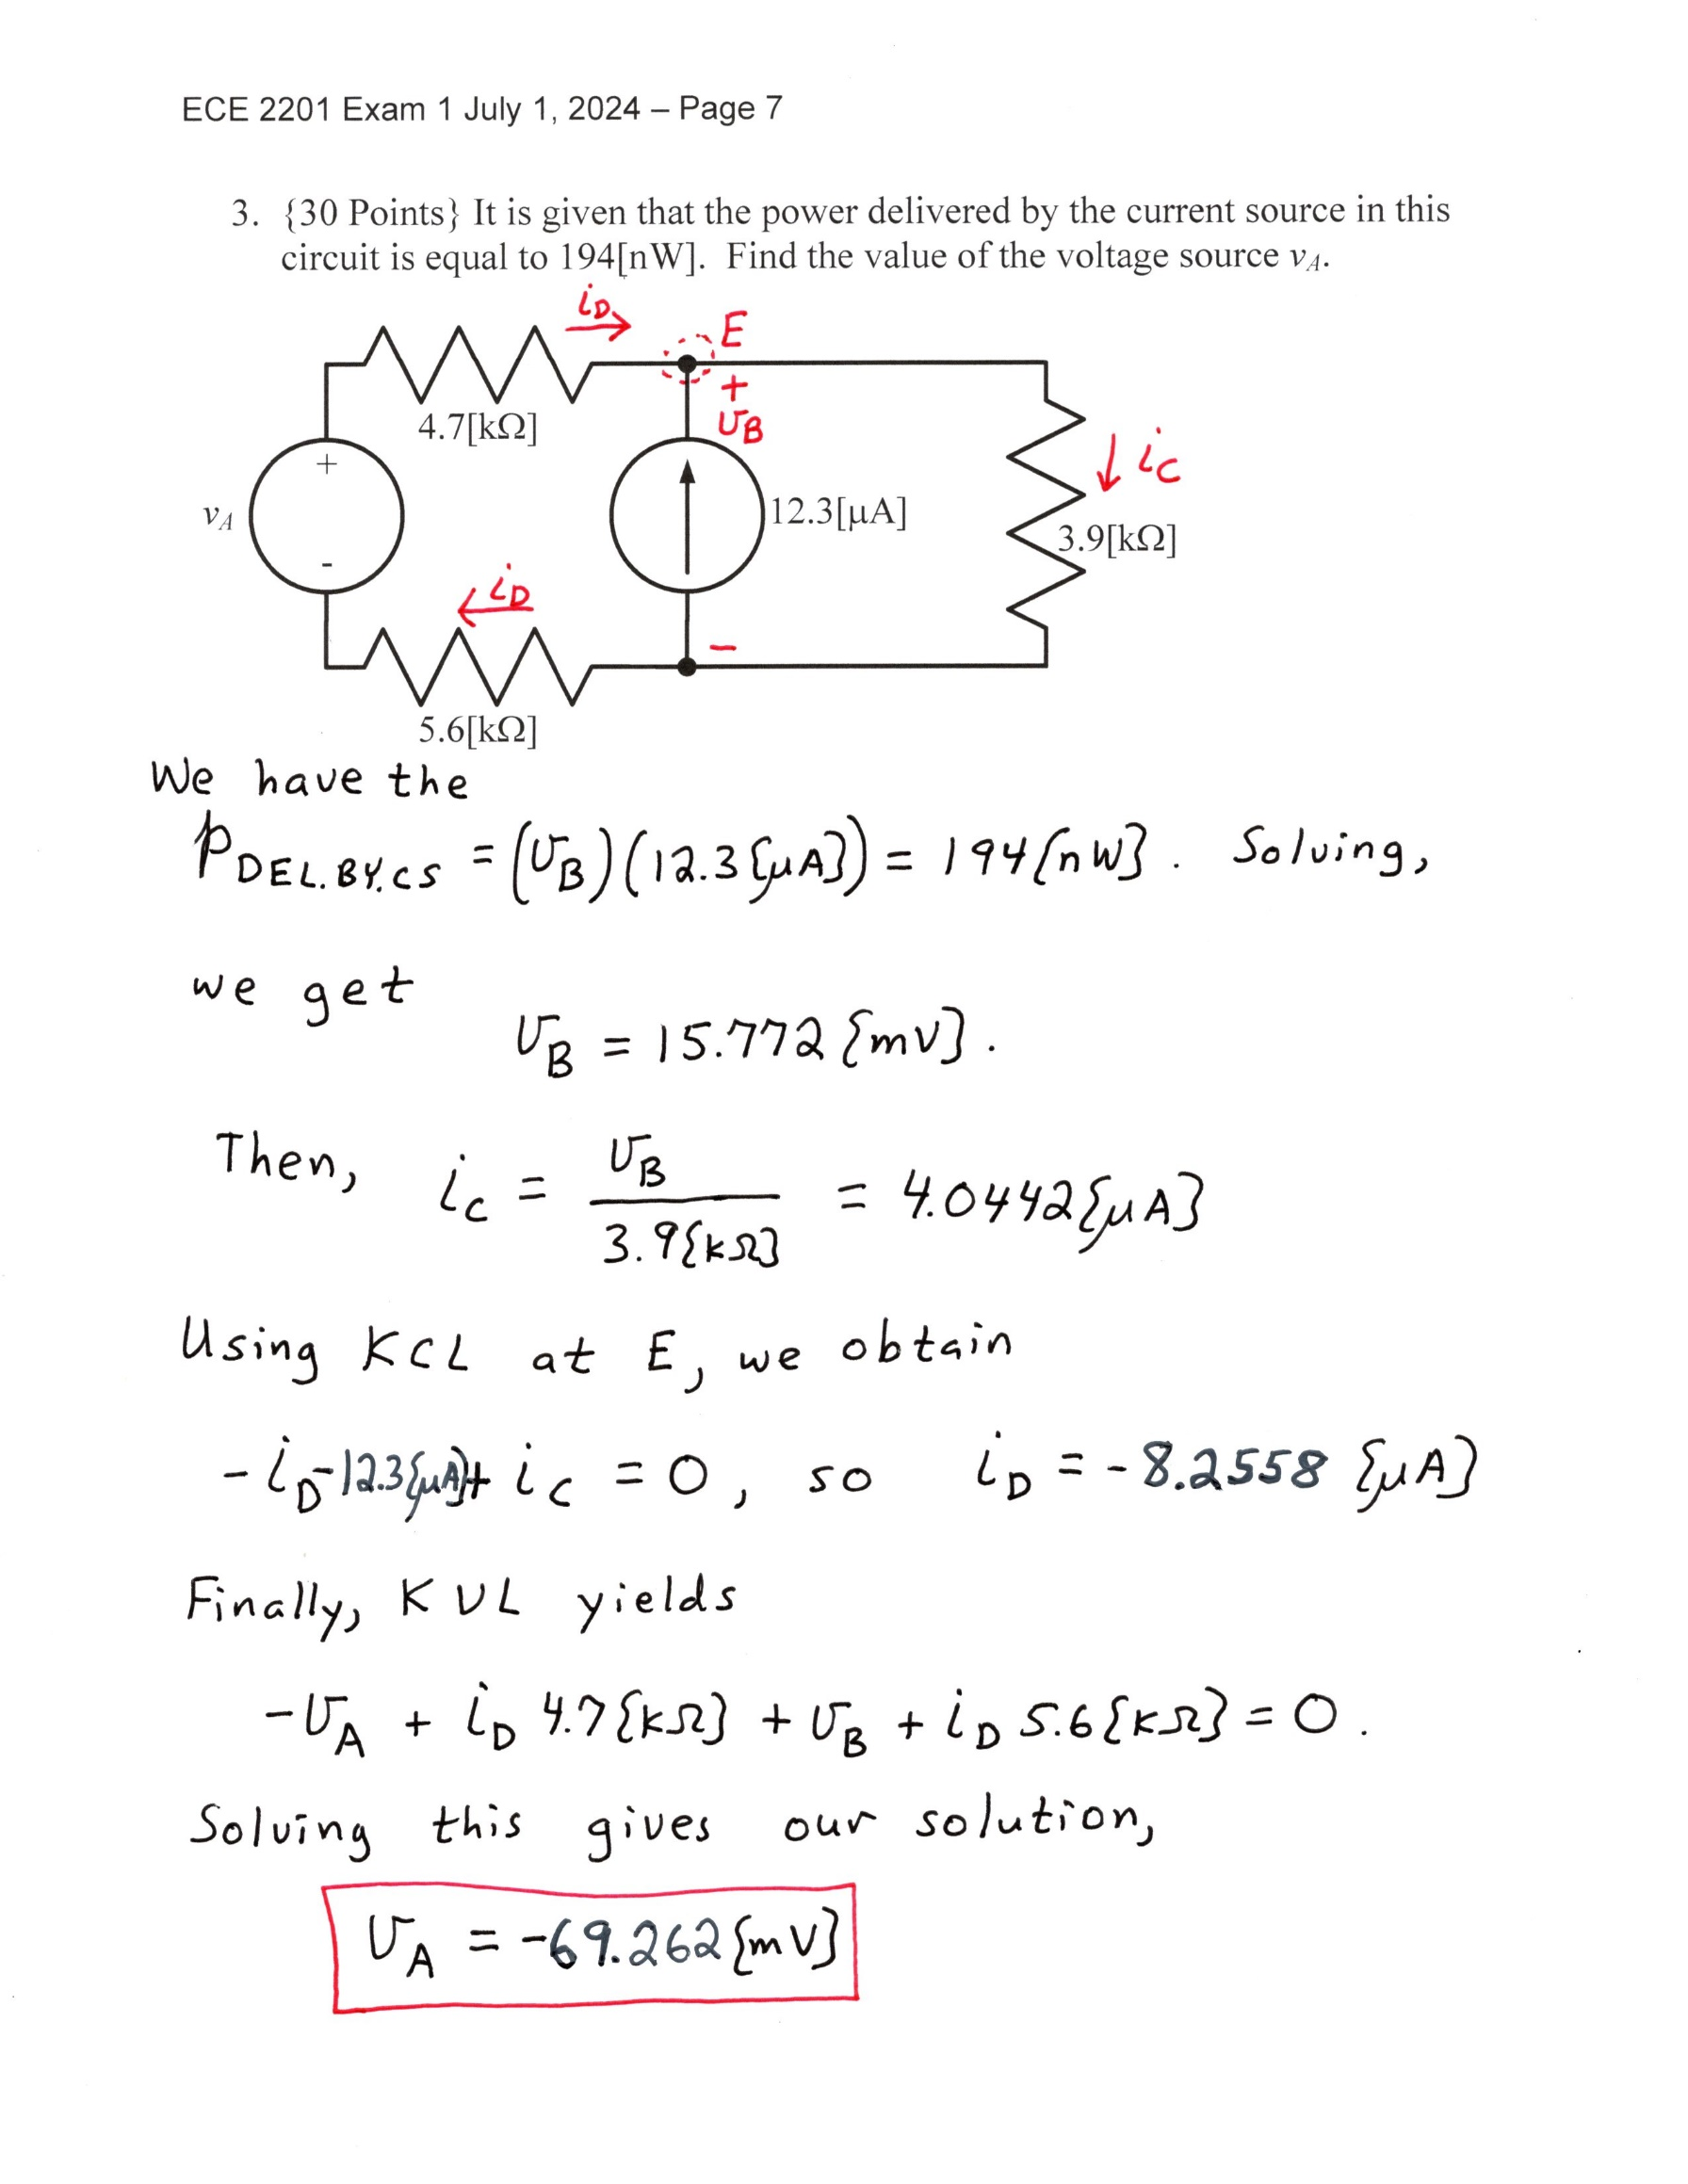 ECE 2201 Exam 1 July 1, 2024 – Page 7
3. {30 Points} It is given that the power delivered by the current source in this
circuit is equal to 194[nW]. Find the value of the voltage source vA.
iD
E
+
vB
4.7[kΩ]
+
iC
vA
12.3[µA]
3.9[kΩ]
-
iD
-
5.6[kΩ]
We have the
PDEL.BY.CS = (vB)(12.3{µA}) = 194{nW}. Solving,
we get
vB = 15.772{mV}.
Then, iC = vB / 3.9{kΩ} = 4.0442{µA}
Using KCL at E, we obtain
-iD-12.3{µA}+ iC = 0, so iD = -8.2558 {µA}
Finally, KVL yields
-vA + iD 4.7{kΩ} + vB + iD 5.6{kΩ} = 0.
Solving this gives our solution,
vA = -69.262{mV}